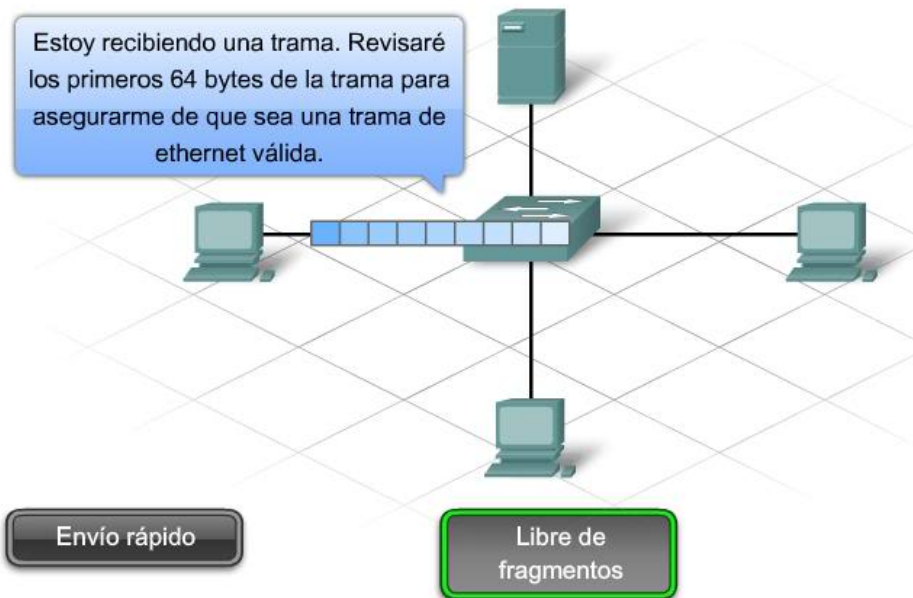 Estoy recibiendo una trama. Revisaré
los primeros 64 bytes de la trama para
asegurarme de que sea una trama de
ethernet válida.
Envío rápido
Libre de
fragmentos